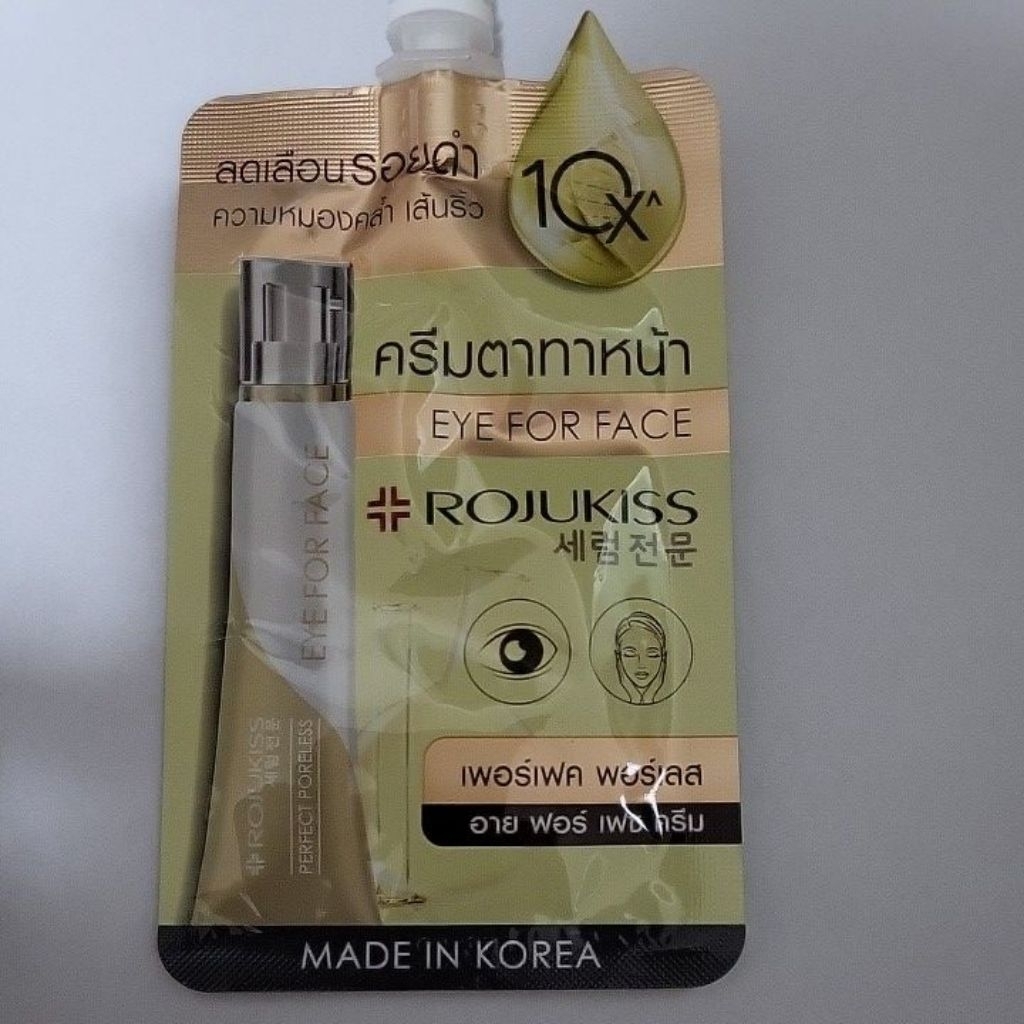 ลดเลือนรอยดำ
ความหมองคล้ำ เส้นริ้ว
10x^
ครีมตาทาหน้า
EYE FOR FACE
ROJUKISS
세럼전문
เพอร์เฟค พอร์เลส
อาย ฟอร์ เฟซ ครีม
EYE FOR FACE
ROJUKISS
세럼전문
PERFECT PORELESS
MADE IN KOREA